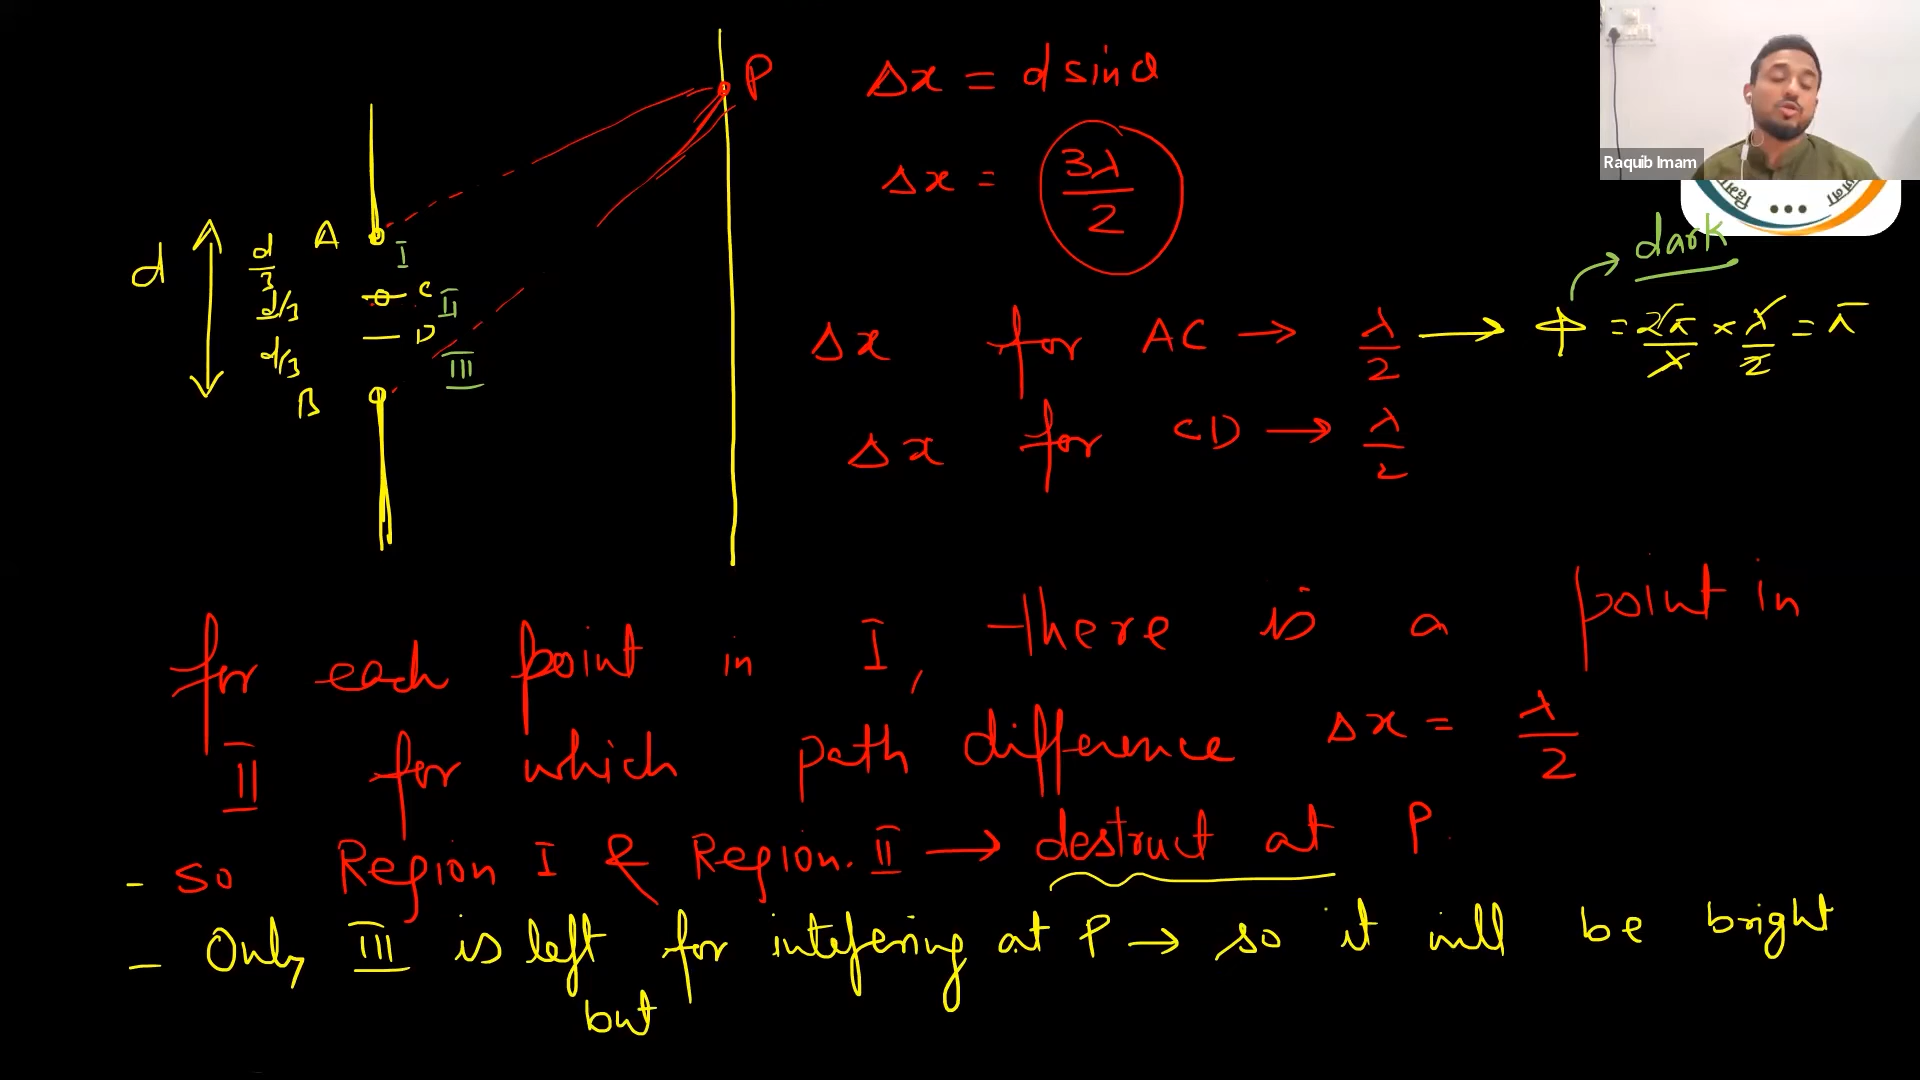 P
Δx = d sinθ
Raquib Imam
Δx = 3λ/2
dark
A
I
d
d/3
C
II
d/3
D
d/3
III
B
Δx for AC → λ/2 → Φ = 2π/λ × λ/2 = π
Δx for CD → λ/2
for each point in I, there is a point in
II for which path difference Δx = λ/2
- so Region I & Region. II → destruct at P.
- Only III is left for intefering at P → so it will be bright
but